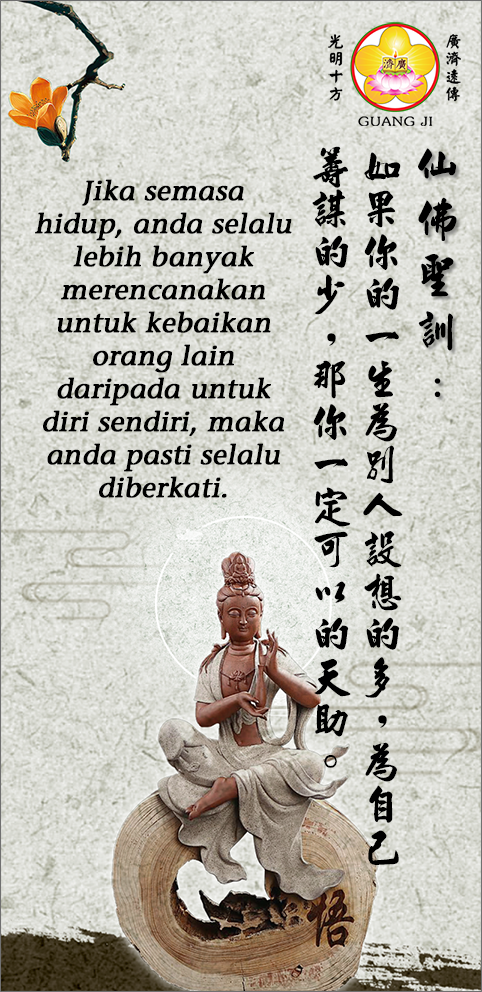 光明十方
廣濟
廣濟遠傳
GUANG JI
仙佛聖訓：
如果你的一生為別人設想的多，為自己
籌謀的少，那你一定可以的天助。
Jika semasa
hidup, anda selalu
lebih banyak
merencanakan
untuk kebaikan
orang lain
daripada untuk
diri sendiri, maka
anda pasti selalu
diberkati.
悟